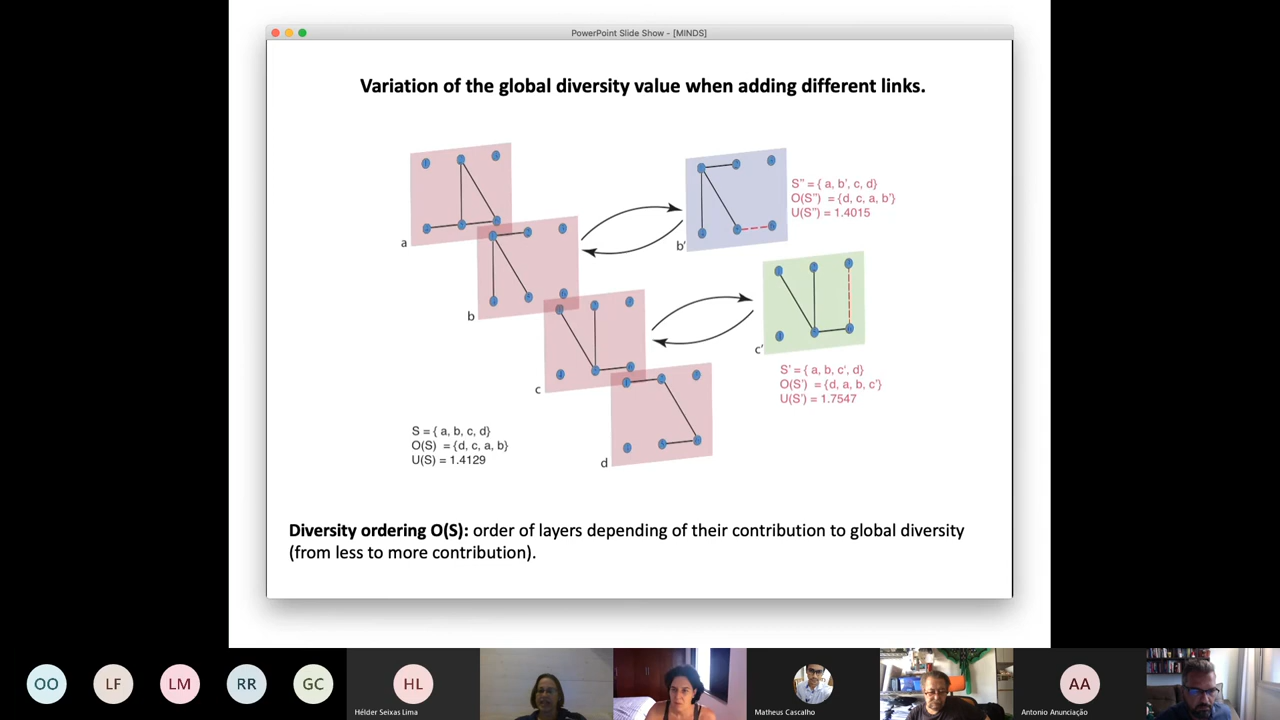 PowerPoint Slide Show - [MINDS]
Variation of the global diversity value when adding different links.
a
b
c
d
b'
S'' = { a, b', c, d}
O(S'') = {d, c, a, b'}
U(S'') = 1.4015
c'
S' = { a, b, c', d}
O(S') = {d, a, b, c'}
U(S') = 1.7547
S = { a, b, c, d}
O(S) = {d, c, a, b}
U(S) = 1.4129
Diversity ordering O(S): order of layers depending of their contribution to global diversity
(from less to more contribution).
OO
LF
LM
RR
GC
HL
Hélder Seixas Lima
Matheus Cascalho
AA
Antonio Anunciação